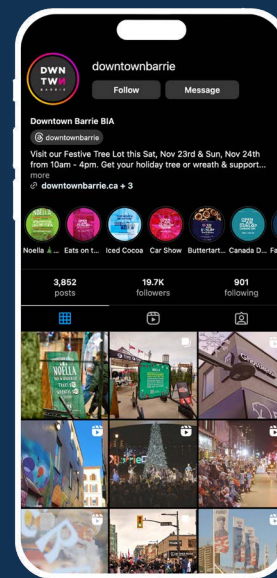 DWN
TWN
BARRIE
downtownbarrie
Follow
Message
Downtown Barrie BIA
downtownbarrie
Visit our Festive Tree Lot this Sat, Nov 23rd & Sun, Nov 24th
from 10am - 4pm. Get your holiday tree or wreath & support...
more
downtownbarrie.ca + 3
Noella 🎄... Eats on t... Iced Cocoa Car Show Buttertart... Canada D... Fa
3,852 19.7K 901
posts followers following
NOELLA